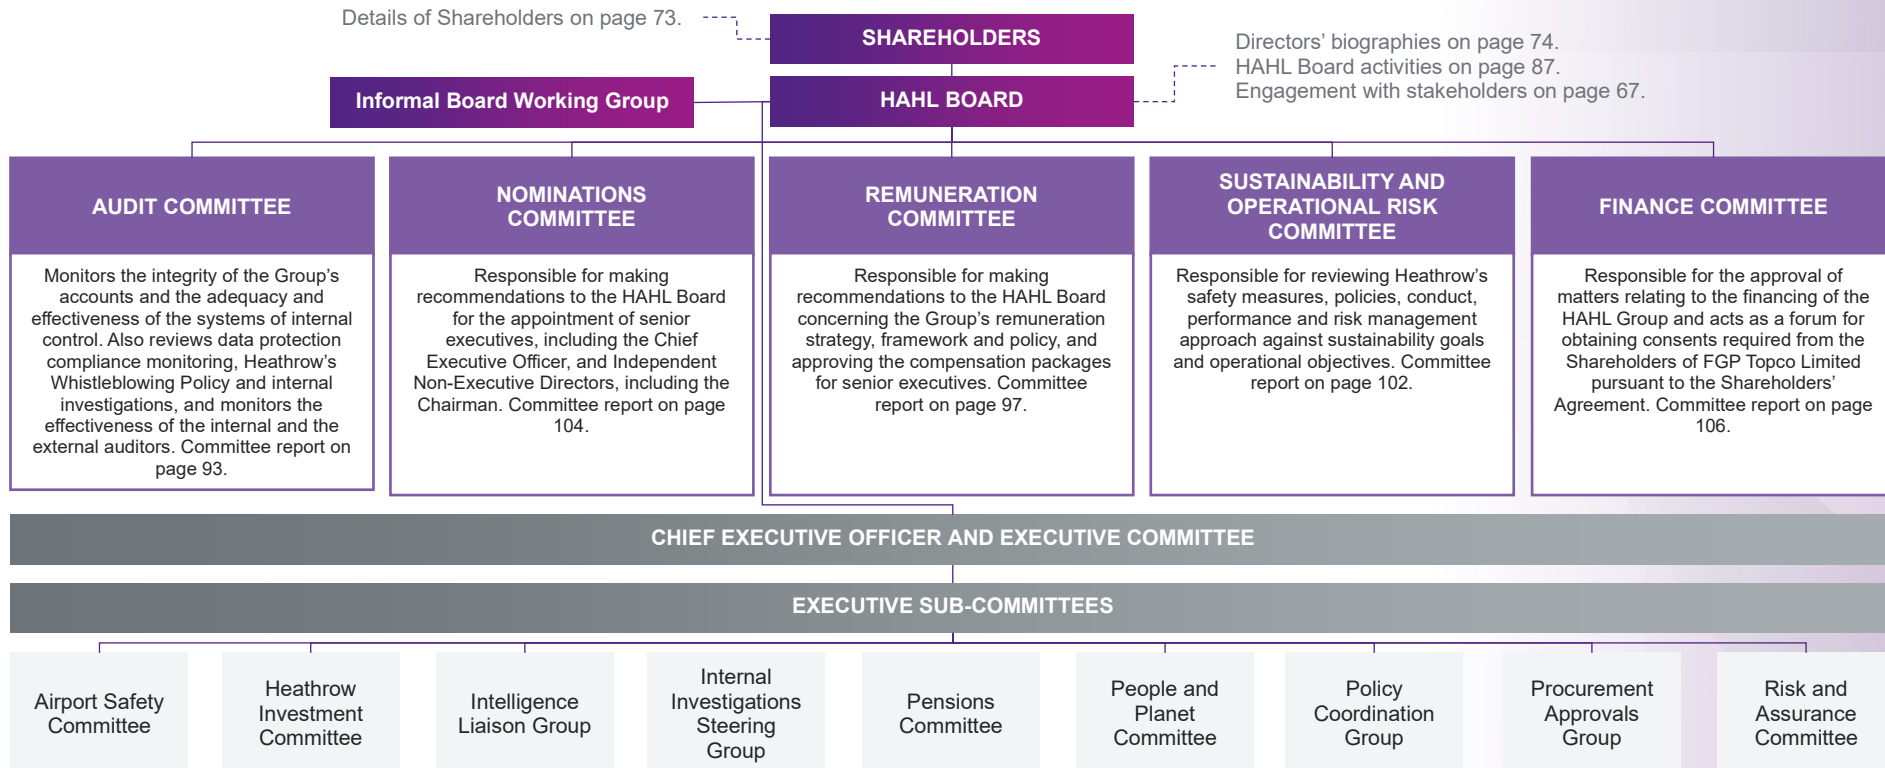 Details of Shareholders on page 73.
SHAREHOLDERS
Directors’ biographies on page 74.
HAHL Board activities on page 87.
Engagement with stakeholders on page 67.
Informal Board Working Group
HAHL BOARD
AUDIT COMMITTEE
Monitors the integrity of the Group’s
accounts and the adequacy and
effectiveness of the systems of internal
control. Also reviews data protection
compliance monitoring, Heathrow’s
Whistleblowing Policy and internal
investigations, and monitors the
effectiveness of the internal and the
external auditors. Committee report on
page 93.
NOMINATIONS
COMMITTEE
Responsible for making
recommendations to the HAHL Board
for the appointment of senior
executives, including the Chief
Executive Officer, and Independent
Non-Executive Directors, including the
Chairman. Committee report on page
104.
REMUNERATION
COMMITTEE
Responsible for making
recommendations to the HAHL Board
concerning the Group’s remuneration
strategy, framework and policy, and
approving the compensation packages
for senior executives. Committee
report on page 97.
SUSTAINABILITY AND
OPERATIONAL RISK
COMMITTEE
Responsible for reviewing Heathrow’s
safety measures, policies, conduct,
performance and risk management
approach against sustainability goals
and operational objectives. Committee
report on page 102.
FINANCE COMMITTEE
Responsible for the approval of
matters relating to the financing of the
HAHL Group and acts as a forum for
obtaining consents required from the
Shareholders of FGP Topco Limited
pursuant to the Shareholders’
Agreement. Committee report on page
106.
CHIEF EXECUTIVE OFFICER AND EXECUTIVE COMMITTEE
EXECUTIVE SUB-COMMITTEES
Airport Safety
Committee
Heathrow
Investment
Committee
Intelligence
Liaison Group
Internal
Investigations
Steering
Group
Pensions
Committee
People and
Planet
Committee
Policy
Coordination
Group
Procurement
Approvals
Group
Risk and
Assurance
Committee